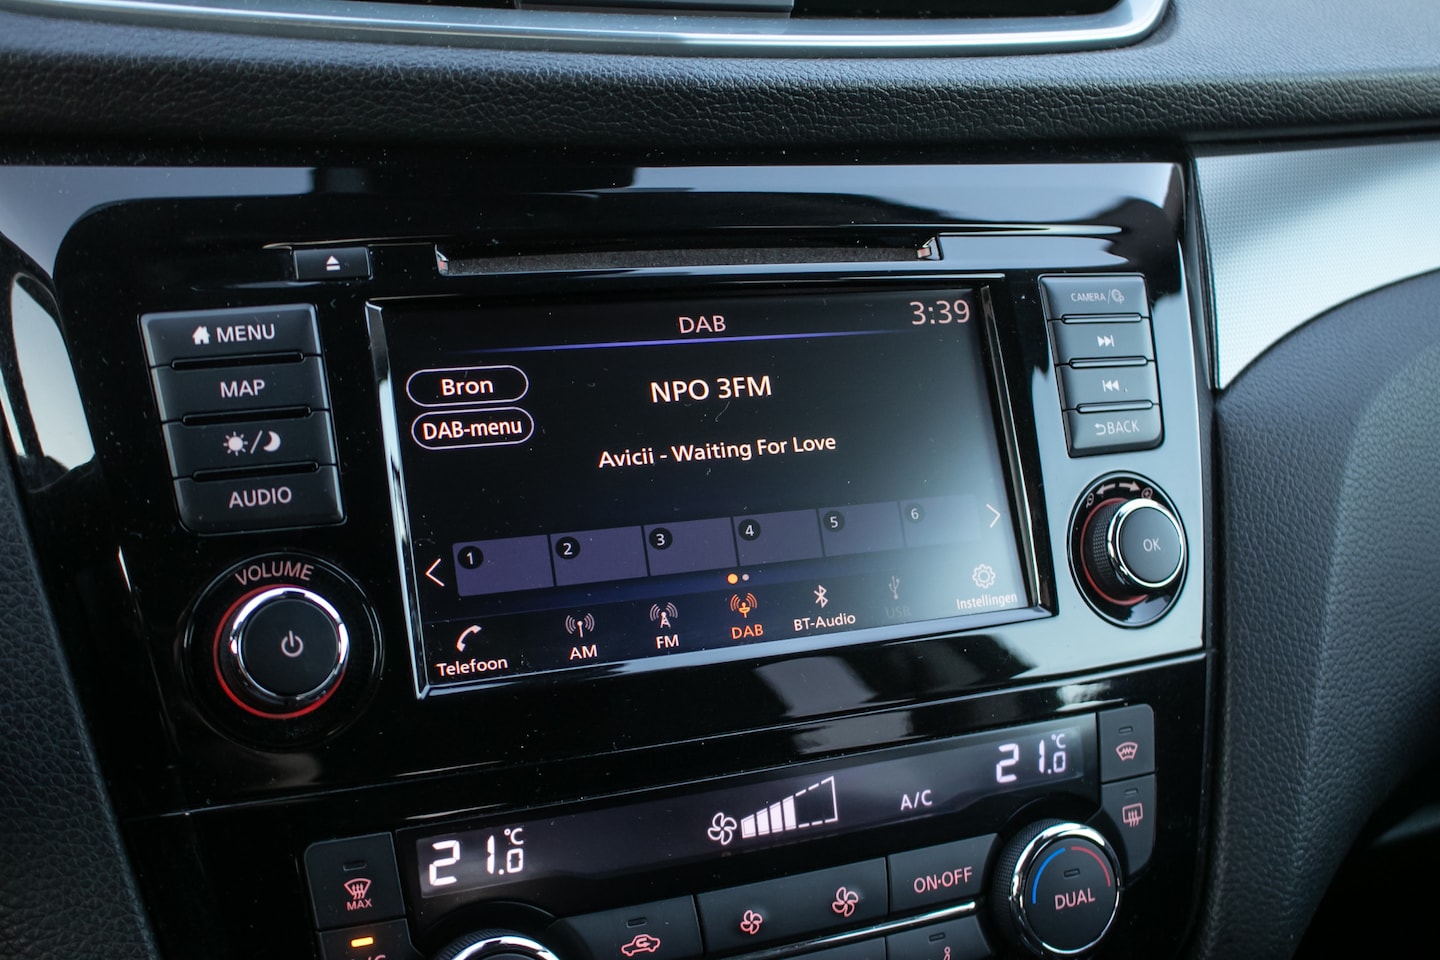 MENU
MAP
AUDIO
VOLUME
DAB
3:39
Bron
DAB-menu
NPO 3FM
Avicii - Waiting For Love
1
2
3
4
5
6
Telefoon
AM
FM
DAB
BT-Audio
USB
Instellingen
CAMERA/
BACK
OK
21.0 °C
A/C
21.0 °C
MAX
ON·OFF
DUAL